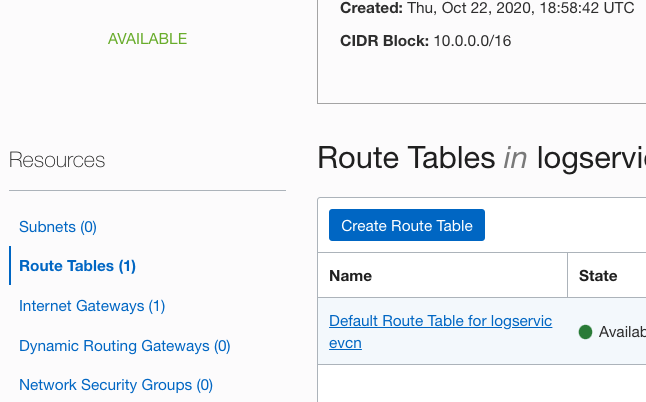 Created: Thu, Oct 22, 2020, 18:58:42 UTC
AVAILABLE
CIDR Block: 10.0.0.0/16
Resources
Route Tables in logservi
Subnets (0)
Create Route Table
Route Tables (1)
Name
State
Internet Gateways (1)
Default Route Table for logservic
evcn
Availab
Dynamic Routing Gateways (0)
Network Security Groups (0)